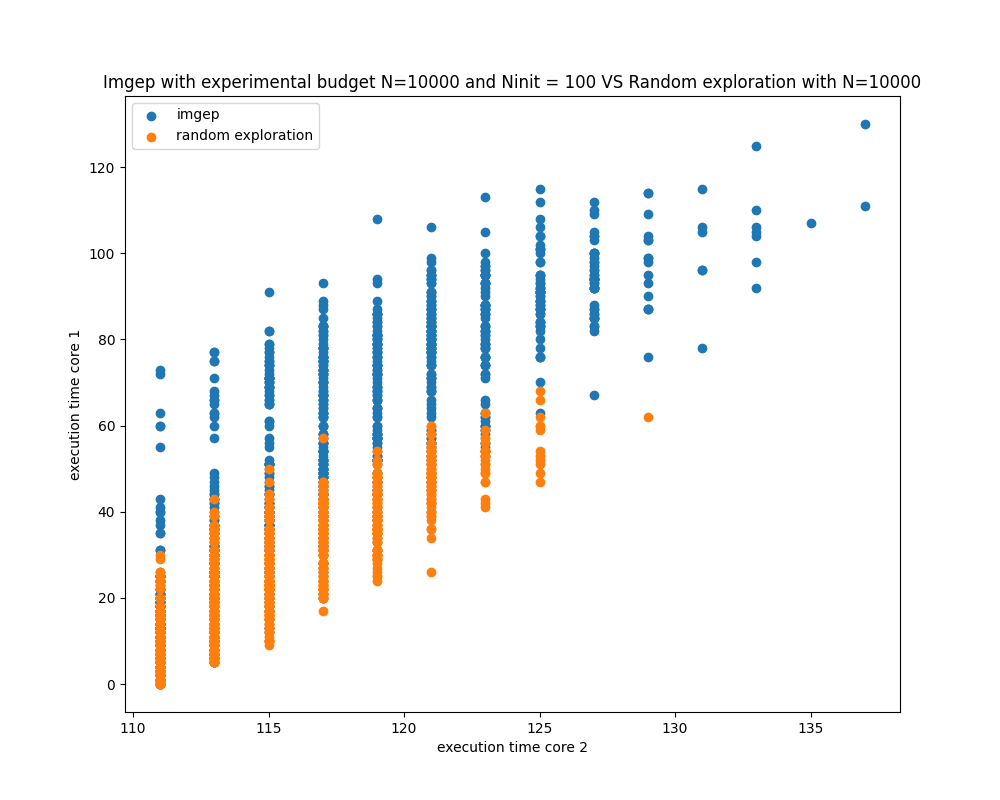 Imgep with experimental budget N=10000 and Ninit = 100 VS Random exploration with N=10000
imgep
random exploration
120
100
80
60
40
20
0
execution time core 1
110
115
120
125
130
135
execution time core 2